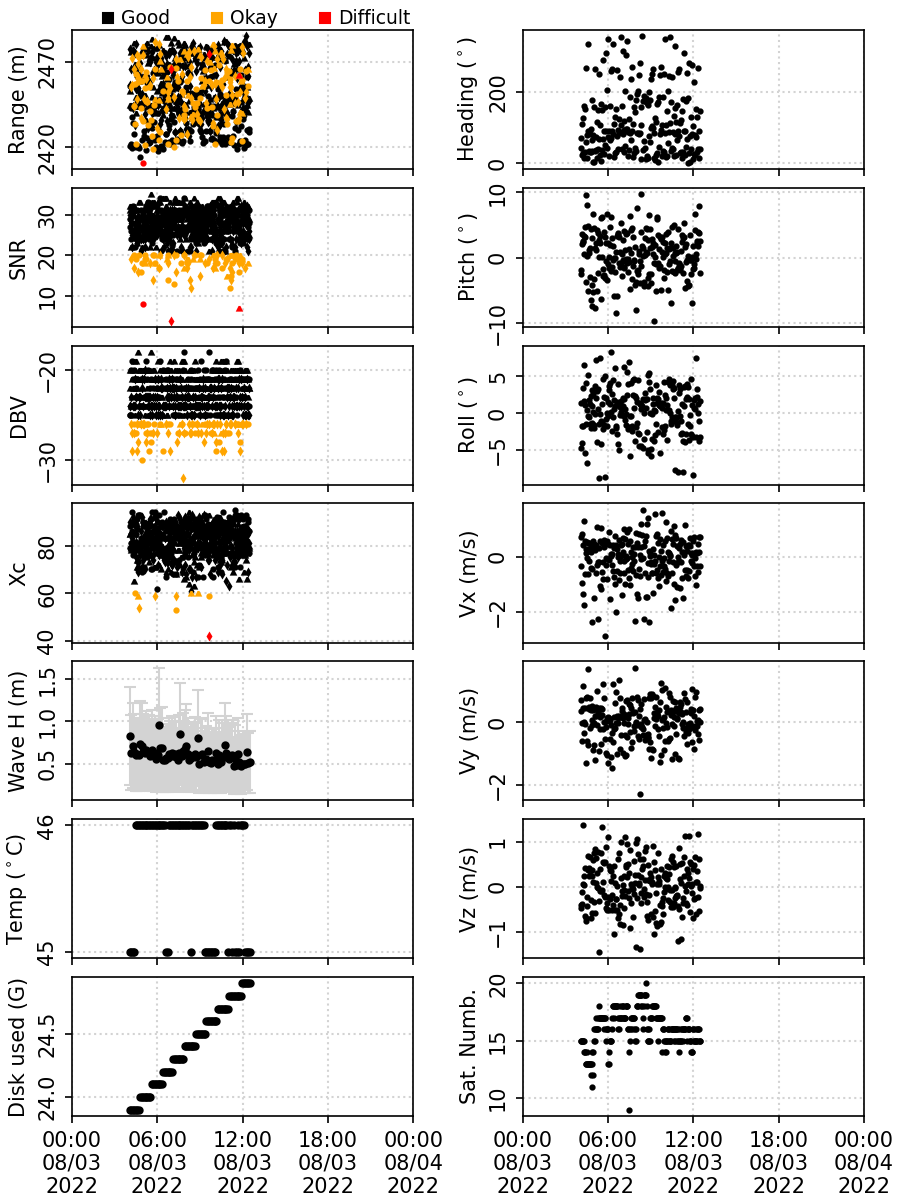 Good Okay Difficult
Range (m)
2470
2420
Heading (°)
200
0
SNR
30
20
10
Pitch (°)
10
0
−10
DBV
−20
−30
Roll (°)
5
0
−5
Xc
80
60
40
Vx (m/s)
0
−2
Wave H (m)
1.5
1.0
0.5
Vy (m/s)
0
−2
Temp (°C)
46
45
Vz (m/s)
1
0
−1
Disk used (G)
24.5
24.0
Sat. Numb.
20
15
10
00:00 06:00 12:00 18:00 00:00 00:00 06:00 12:00 18:00 00:00
08/03 08/03 08/03 08/03 08/04 08/03 08/03 08/03 08/03 08/04
2022 2022 2022 2022 2022 2022 2022 2022 2022 2022